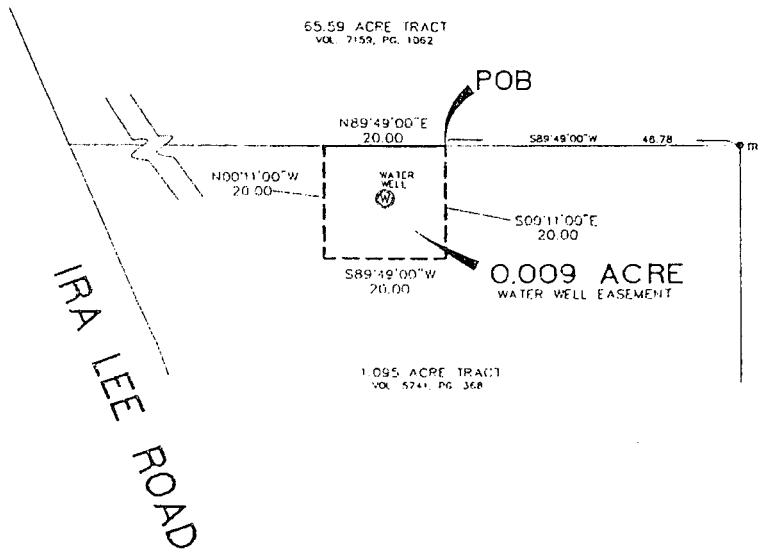 65.59 ACRE TRACT
VOL. 7159, PG. 1062
POB
N89°49'00"E
20.00
S89°49'00"W 46.78
N00°11'00"W
20.00
WATER
WELL
W
S00°11'00"E
20.00
S89°49'00"W
20.00
0.009 ACRE
WATER WELL EASEMENT
1.095 ACRE TRACT
VOL. 5741, PG. 368
IRA LEE ROAD